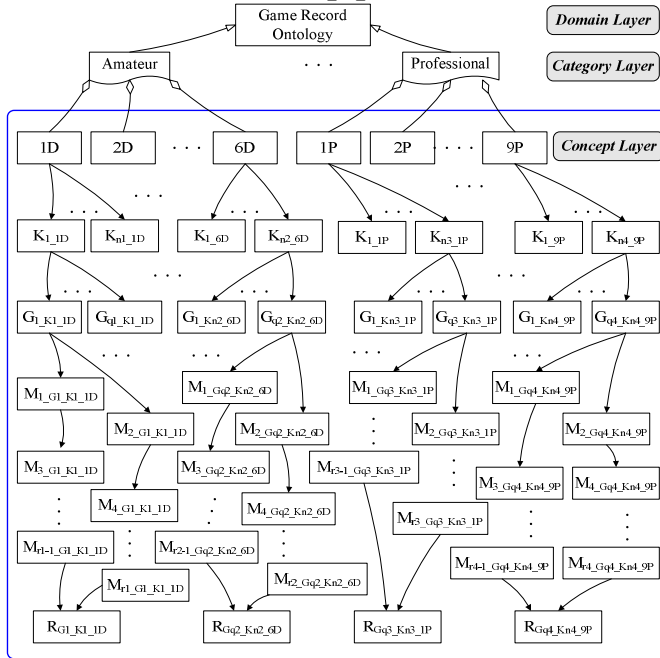 Game Record
Ontology
Domain Layer
Amateur
. . .
Professional
Category Layer
1D
2D
. . .
6D
1P
2P
. . . .
9P
Concept Layer
. . .
. . .
. . .
. . .
K1_1D
. . .
Kn1_1D
K1_6D
. . .
Kn2_6D
K1_1P
. . .
Kn3_1P
K1_9P
. . .
Kn4_9P
. . .
. . .
. . .
G1_K1_1D
. . .
Gq1_K1_1D
G1_Kn2_6D
. . .
Gq2_Kn2_6D
G1_Kn3_1P
. . .
Gq3_Kn3_1P
G1_Kn4_9P
. . .
Gq4_Kn4_9P
. . .
. . .
. . .
M1_G1_K1_1D
M1_Gq2_Kn2_6D
M1_Gq3_Kn3_1P
M1_Gq4_Kn4_9P
M2_G1_K1_1D
M2_Gq2_Kn2_6D
M2_Gq3_Kn3_1P
M2_Gq4_Kn4_9P
M3_G1_K1_1D
M3_Gq2_Kn2_6D
Mr3-1_Gq3_Kn3_1P
M3_Gq4_Kn4_9P
M4_Gq4_Kn4_9P
M4_G1_K1_1D
M4_Gq2_Kn2_6D
Mr3_Gq3_Kn3_1P
Mr1-1_G1_K1_1D
Mr2-1_Gq2_Kn2_6D
Mr4-1_Gq4_Kn4_9P
Mr4_Gq4_Kn4_9P
Mr1_G1_K1_1D
Mr2_Gq2_Kn2_6D
RG1_K1_1D
RGq2_Kn2_6D
RGq3_Kn3_1P
RGq4_Kn4_9P